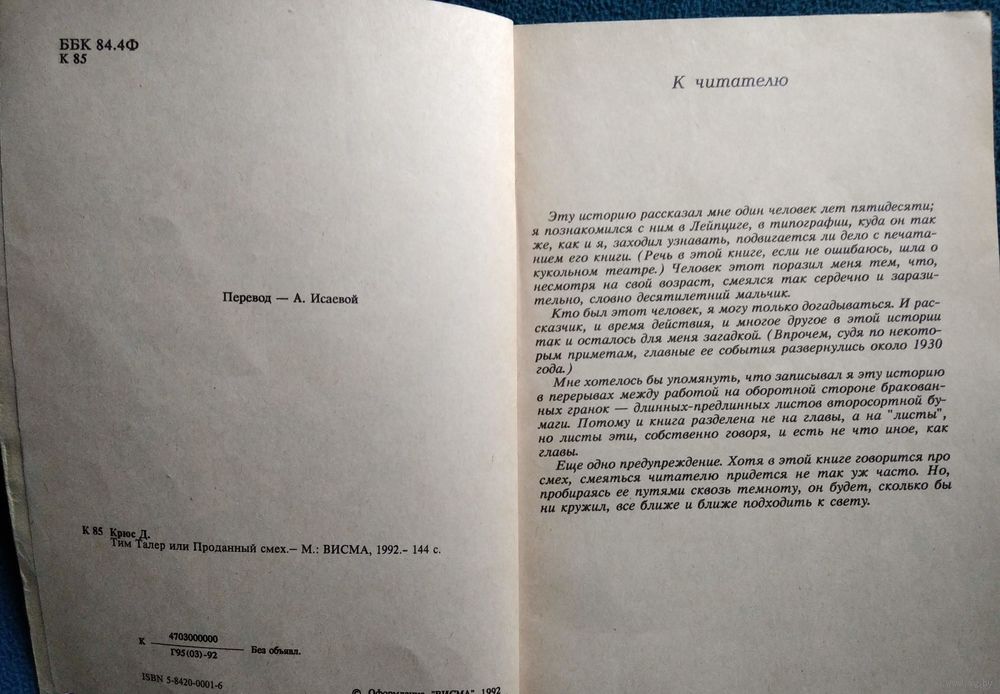 ББК 84.4Ф
К 85
Перевод — А. Исаевой
К 85 Крюс Д.
Тим Талер или Проданный смех.— М.: ВИСМА, 1992.- 144 с.
К 4703000000
Г95(03)-92
Без объявл.
ISBN 5-8420-0001-6
© Оформление "ВИСМА" 1992
К читателю
Эту историю рассказал мне один человек лет пятидесяти;
я познакомился с ним в Лейпциге, в типографии, куда он так
же, как и я, заходил узнавать, подвигается ли дело с печата-
нием его книги. (Речь в этой книге, если не ошибаюсь, шла о
кукольном театре.) Человек этот поразил меня тем, что,
несмотря на свой возраст, смеялся так сердечно и зарази-
тельно, словно десятилетний мальчик.
Кто был этот человек, я могу только догадываться. И рас-
сказчик, и время действия, и многое другое в этой истории
так и осталось для меня загадкой. (Впрочем, судя по некото-
рым приметам, главные ее события развернулись около 1930
года.)
Мне хотелось бы упомянуть, что записывал я эту историю
в перерывах между работой на оборотной стороне бракован-
ных гранок — длинных-предлинных листов второсортной бу-
маги. Потому и книга разделена не на главы, а на "листы",
но листы эти, собственно говоря, и есть не что иное, как
главы.
Еще одно предупреждение. Хотя в этой книге говорится про
смех, смеяться читателю придется не так уж часто. Но,
пробираясь ее путями сквозь темноту, он будет, сколько бы
ни кружил, все ближе и ближе подходить к свету.